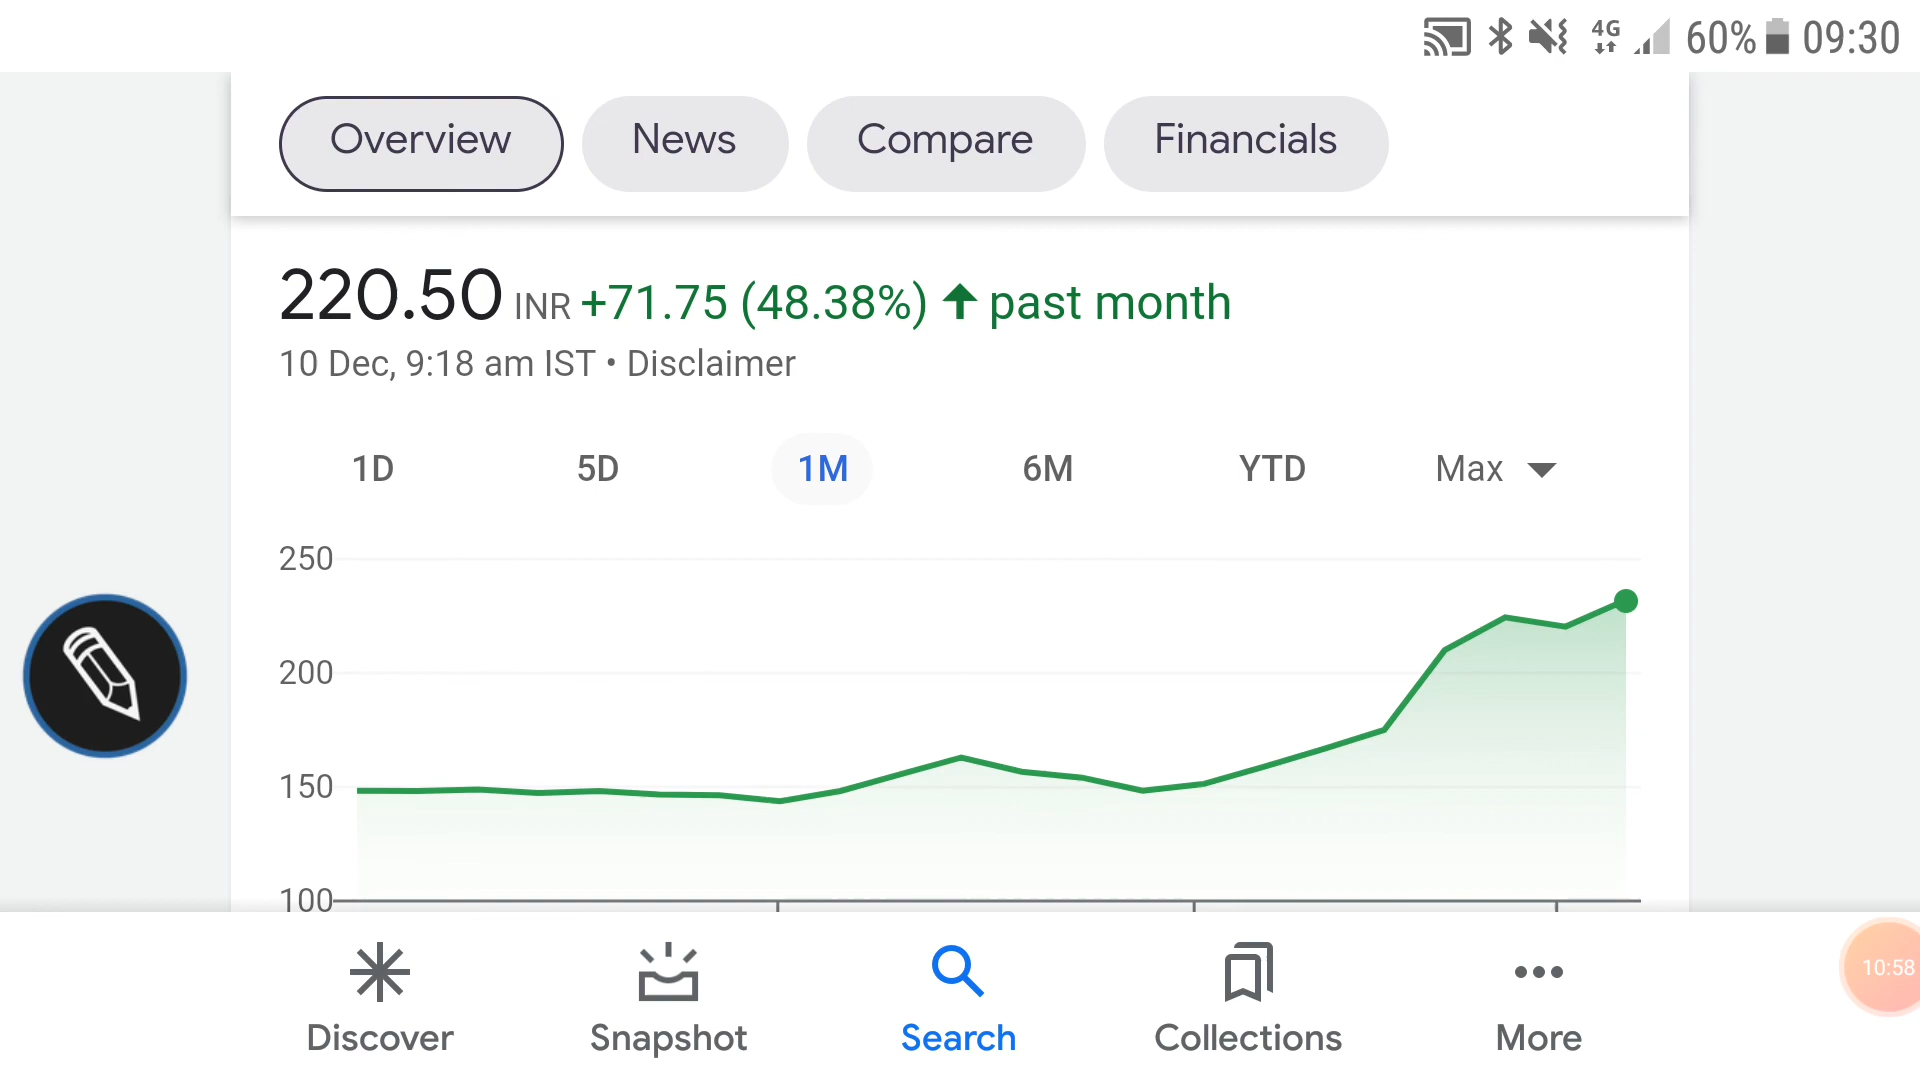 4G 60% 09:30
Overview News Compare Financials
220.50 INR +71.75 (48.38%) ↑ past month
10 Dec, 9:18 am IST • Disclaimer
1D 5D 1M 6M YTD Max
250
200
150
100
10:58
Discover Snapshot Search Collections More